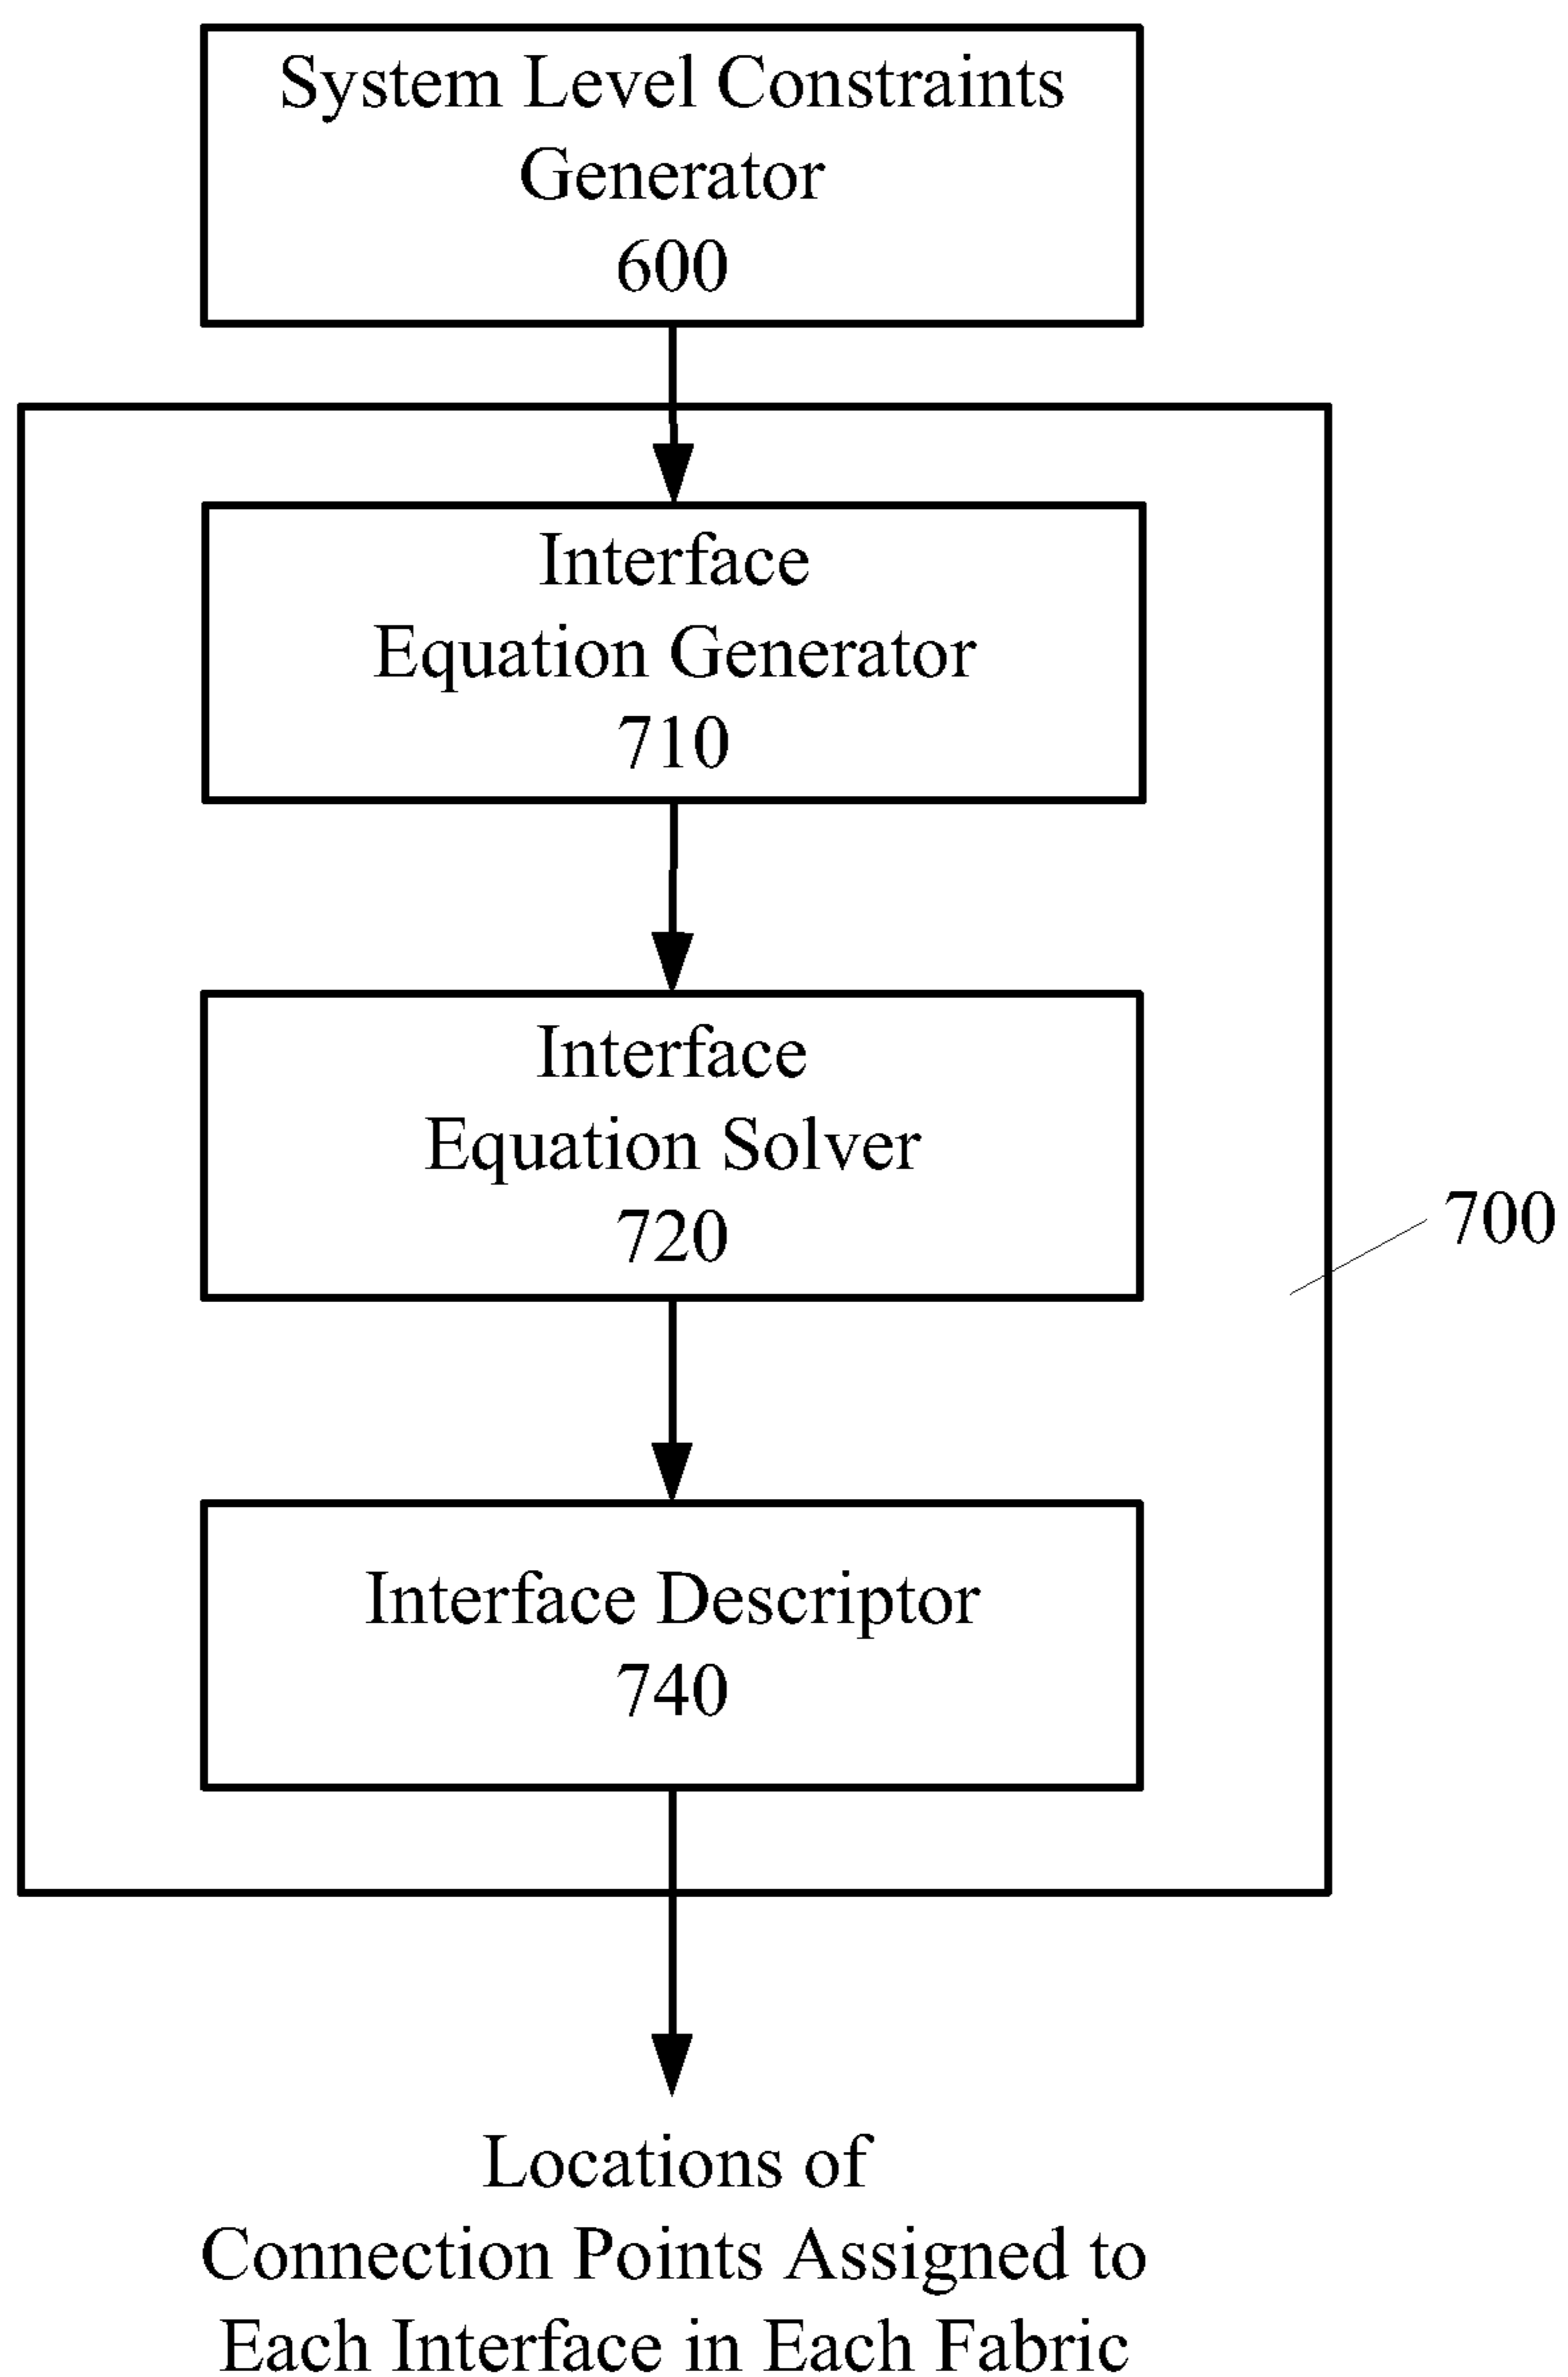 System Level Constraints
Generator
600
Interface
Equation Generator
710
Interface
Equation Solver
720
700
Interface Descriptor
740
Locations of
Connection Points Assigned to
Each Interface in Each Fabric